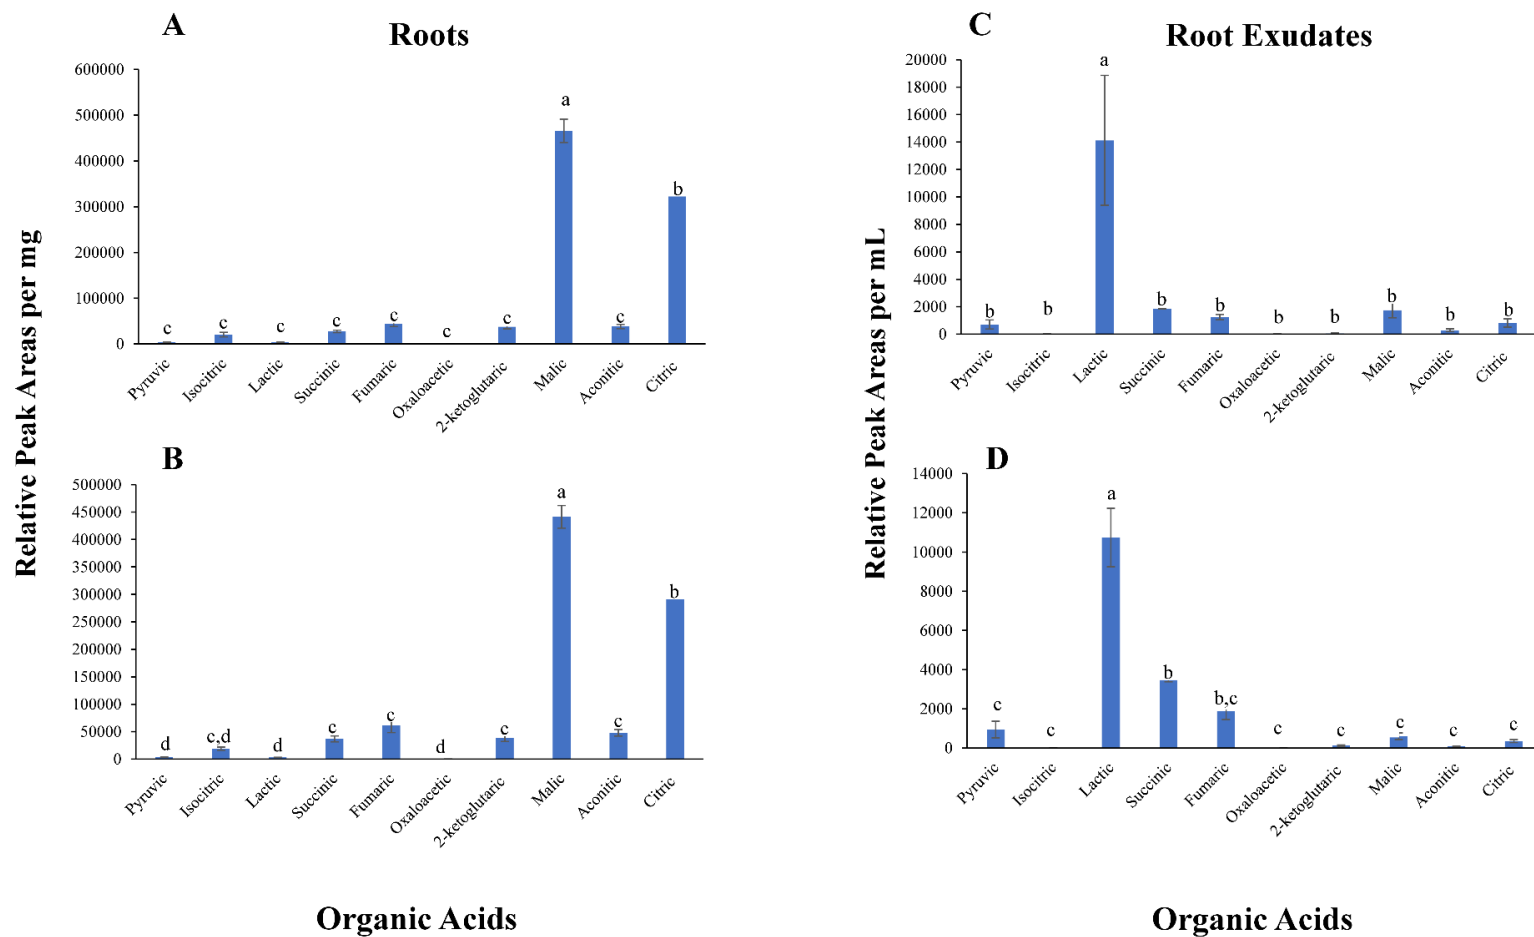 A
Roots
Relative Peak Areas per mg
600000
500000
400000
300000
200000
100000
0
c
c
c
c
c
c
c
a
c
b
Pyruvic
Isocitric
Lactic
Succinic
Fumaric
Oxaloacetic
2-ketoglutaric
Malic
Aconitic
Citric
B
500000
450000
400000
350000
300000
250000
200000
150000
100000
50000
0
d
c,d
d
c
c
d
c
a
c
b
Pyruvic
Isocitric
Lactic
Succinic
Fumaric
Oxaloacetic
2-ketoglutaric
Malic
Aconitic
Citric
Organic Acids
C
Root Exudates
Relative Peak Areas per mL
20000
18000
16000
14000
12000
10000
8000
6000
4000
2000
0
b
b
a
b
b
b
b
b
b
b
Pyruvic
Isocitric
Lactic
Succinic
Fumaric
Oxaloacetic
2-ketoglutaric
Malic
Aconitic
Citric
D
14000
12000
10000
8000
6000
4000
2000
0
c
c
a
b
b,c
c
c
c
c
c
Pyruvic
Isocitric
Lactic
Succinic
Fumaric
Oxaloacetic
2-ketoglutaric
Malic
Aconitic
Citric
Organic Acids